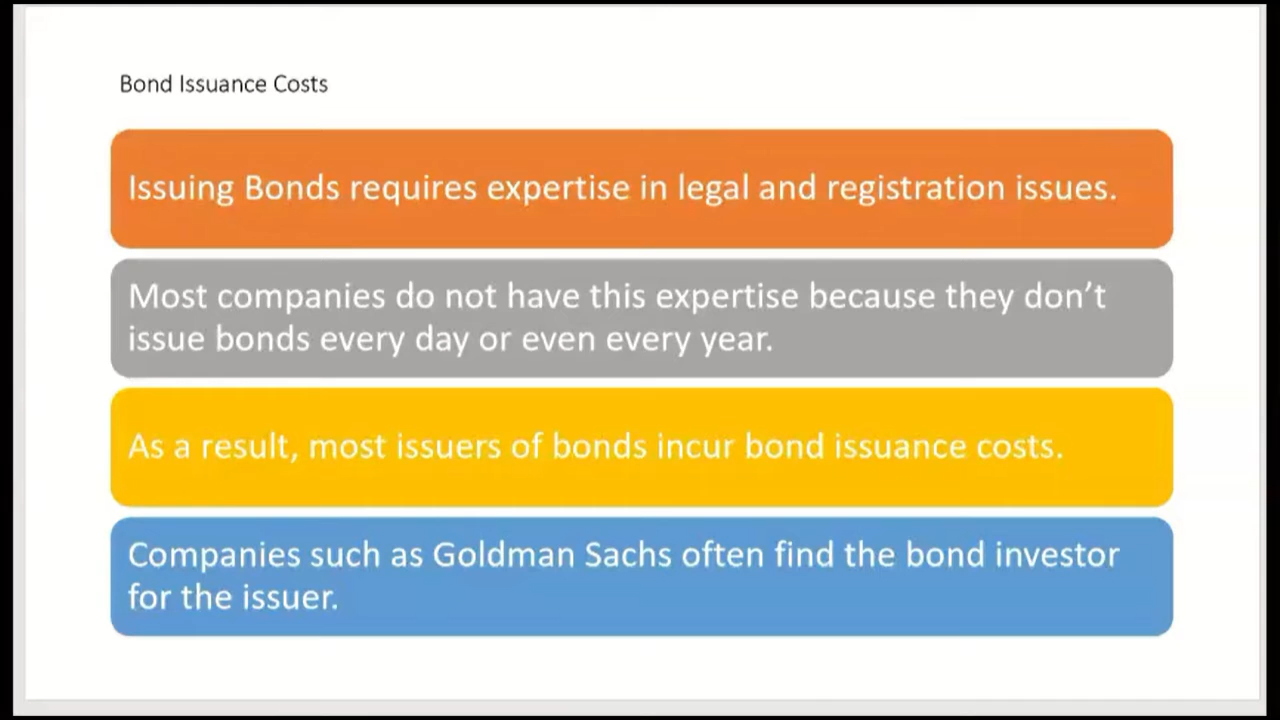 Bond Issuance Costs
Issuing Bonds requires expertise in legal and registration issues.
Most companies do not have this expertise because they don’t
issue bonds every day or even every year.
As a result, most issuers of bonds incur bond issuance costs.
Companies such as Goldman Sachs often find the bond investor
for the issuer.